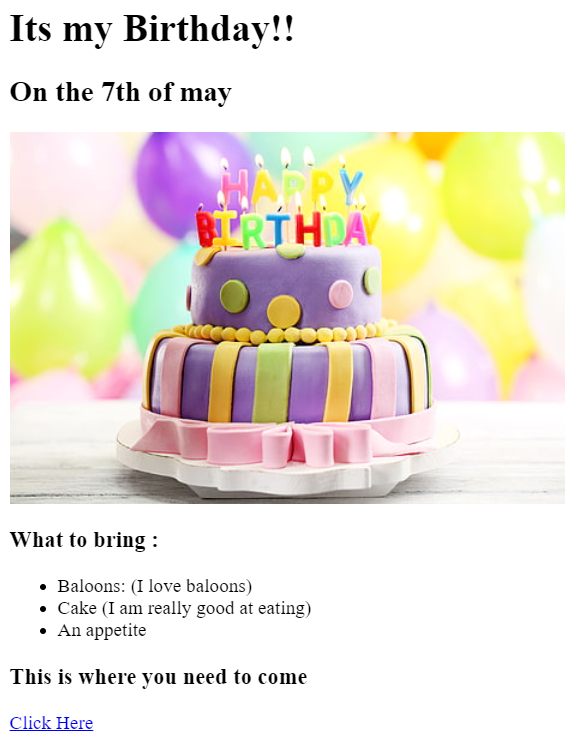 Its my Birthday!!
On the 7th of may
HAPPY
BIRTHDAY
What to bring :
Baloons: (I love baloons)
Cake (I am really good at eating)
An appetite
This is where you need to come
Click Here